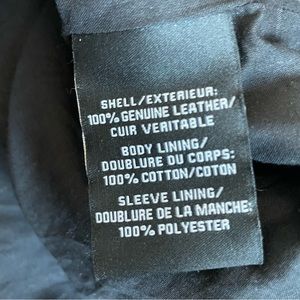 SHELL/EXTERIEUR:
100% GENUINE LEATHER/
CUIR VERITABLE
BODY LINING/
DOUBLURE DU CORPS:
100% COTTON/COTON
SLEEVE LINING/
DOUBLURE DE LA MANCHE:
100% POLYESTER